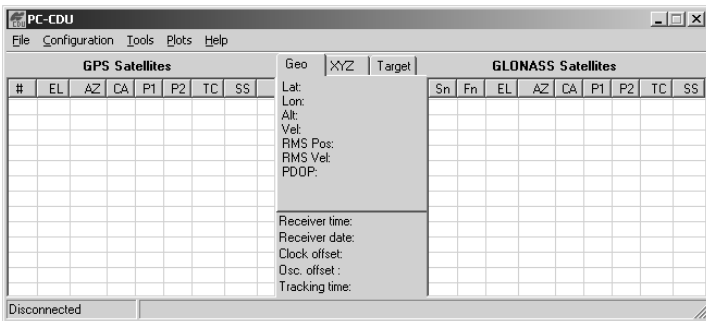 PC-CDU
File Configuration Tools Plots Help
GPS Satellites
# EL AZ CA P1 P2 TC SS
Geo XYZ Target
Lat:
Lon:
Alt:
Vel:
RMS Pos:
RMS Vel:
PDOP:
Receiver time:
Receiver date:
Clock offset:
Osc. offset :
Tracking time:
GLONASS Satellites
Sn Fn EL AZ CA P1 P2 TC SS
Disconnected